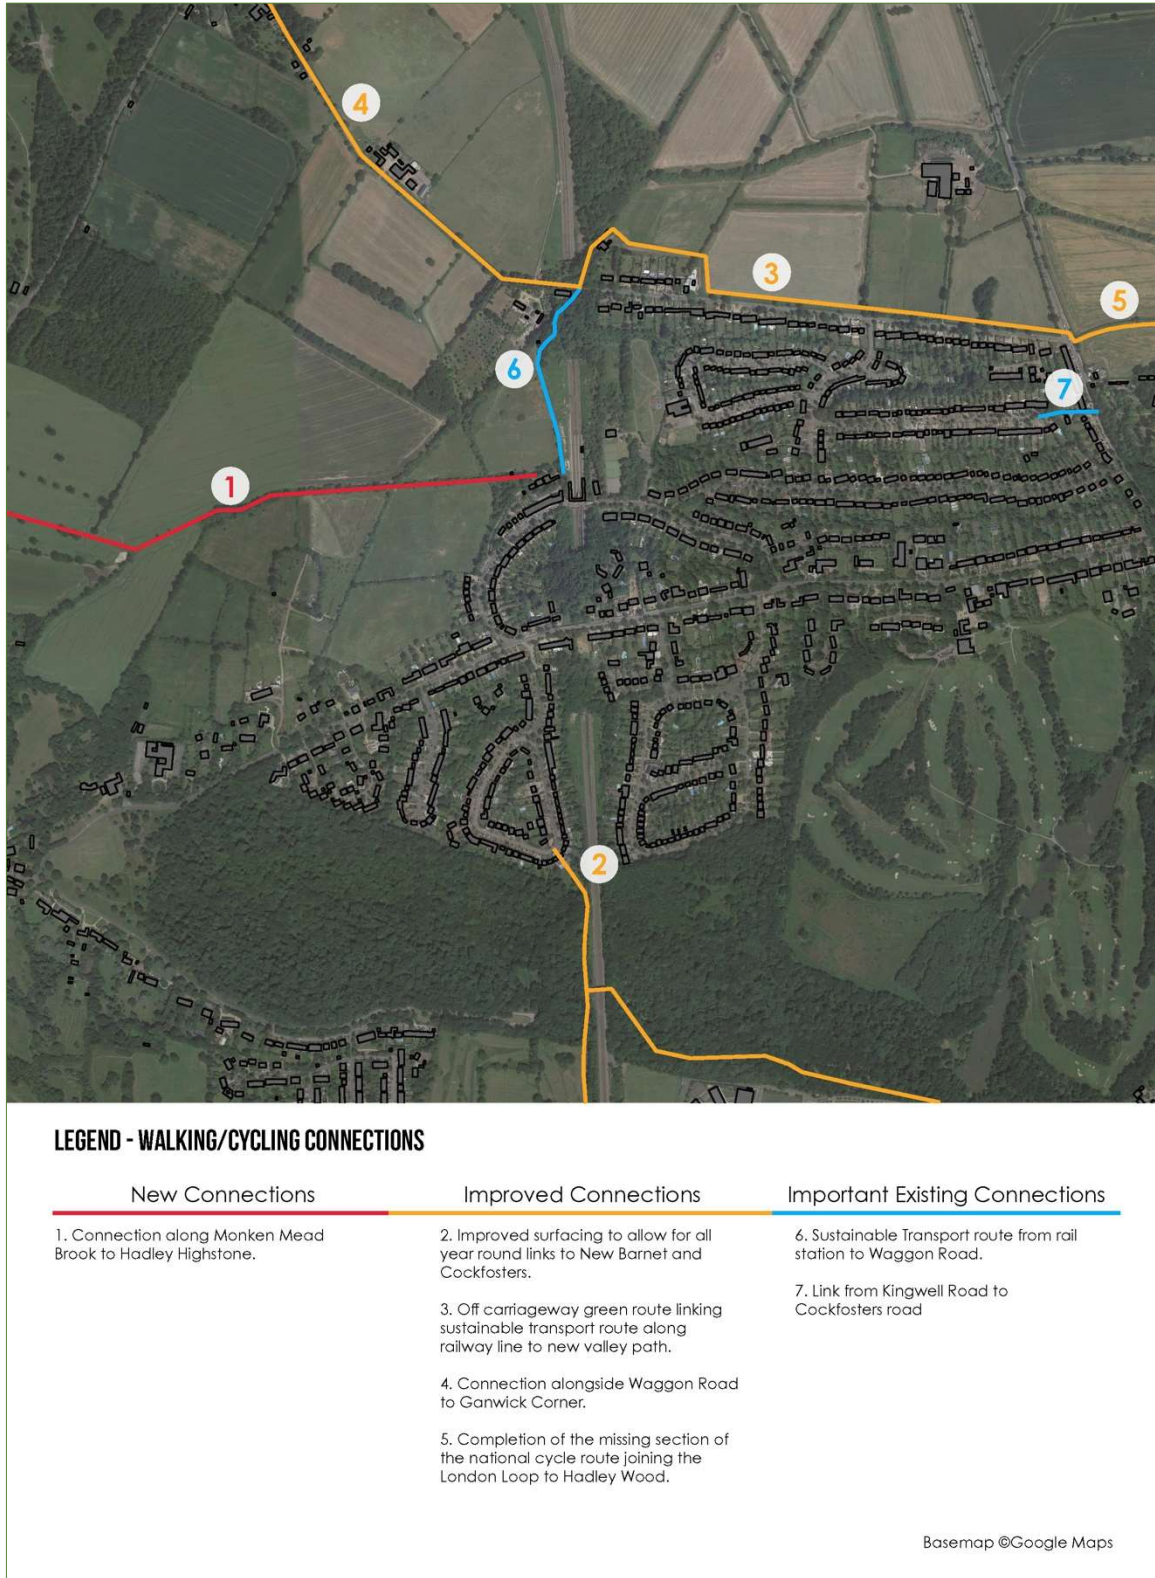 4
3
5
6
7
1
2
LEGEND - WALKING/CYCLING CONNECTIONS
New Connections
1. Connection along Monken Mead
Brook to Hadley Highstone.
Improved Connections
2. Improved surfacing to allow for all
year round links to New Barnet and
Cockfosters.
3. Off carriageway green route linking
sustainable transport route along
railway line to new valley path.
4. Connection alongside Waggon Road
to Ganwick Corner.
5. Completion of the missing section of
the national cycle route joining the
London Loop to Hadley Wood.
Important Existing Connections
6. Sustainable Transport route from rail
station to Waggon Road.
7. Link from Kingwell Road to
Cockfosters road
Basemap ©Google Maps